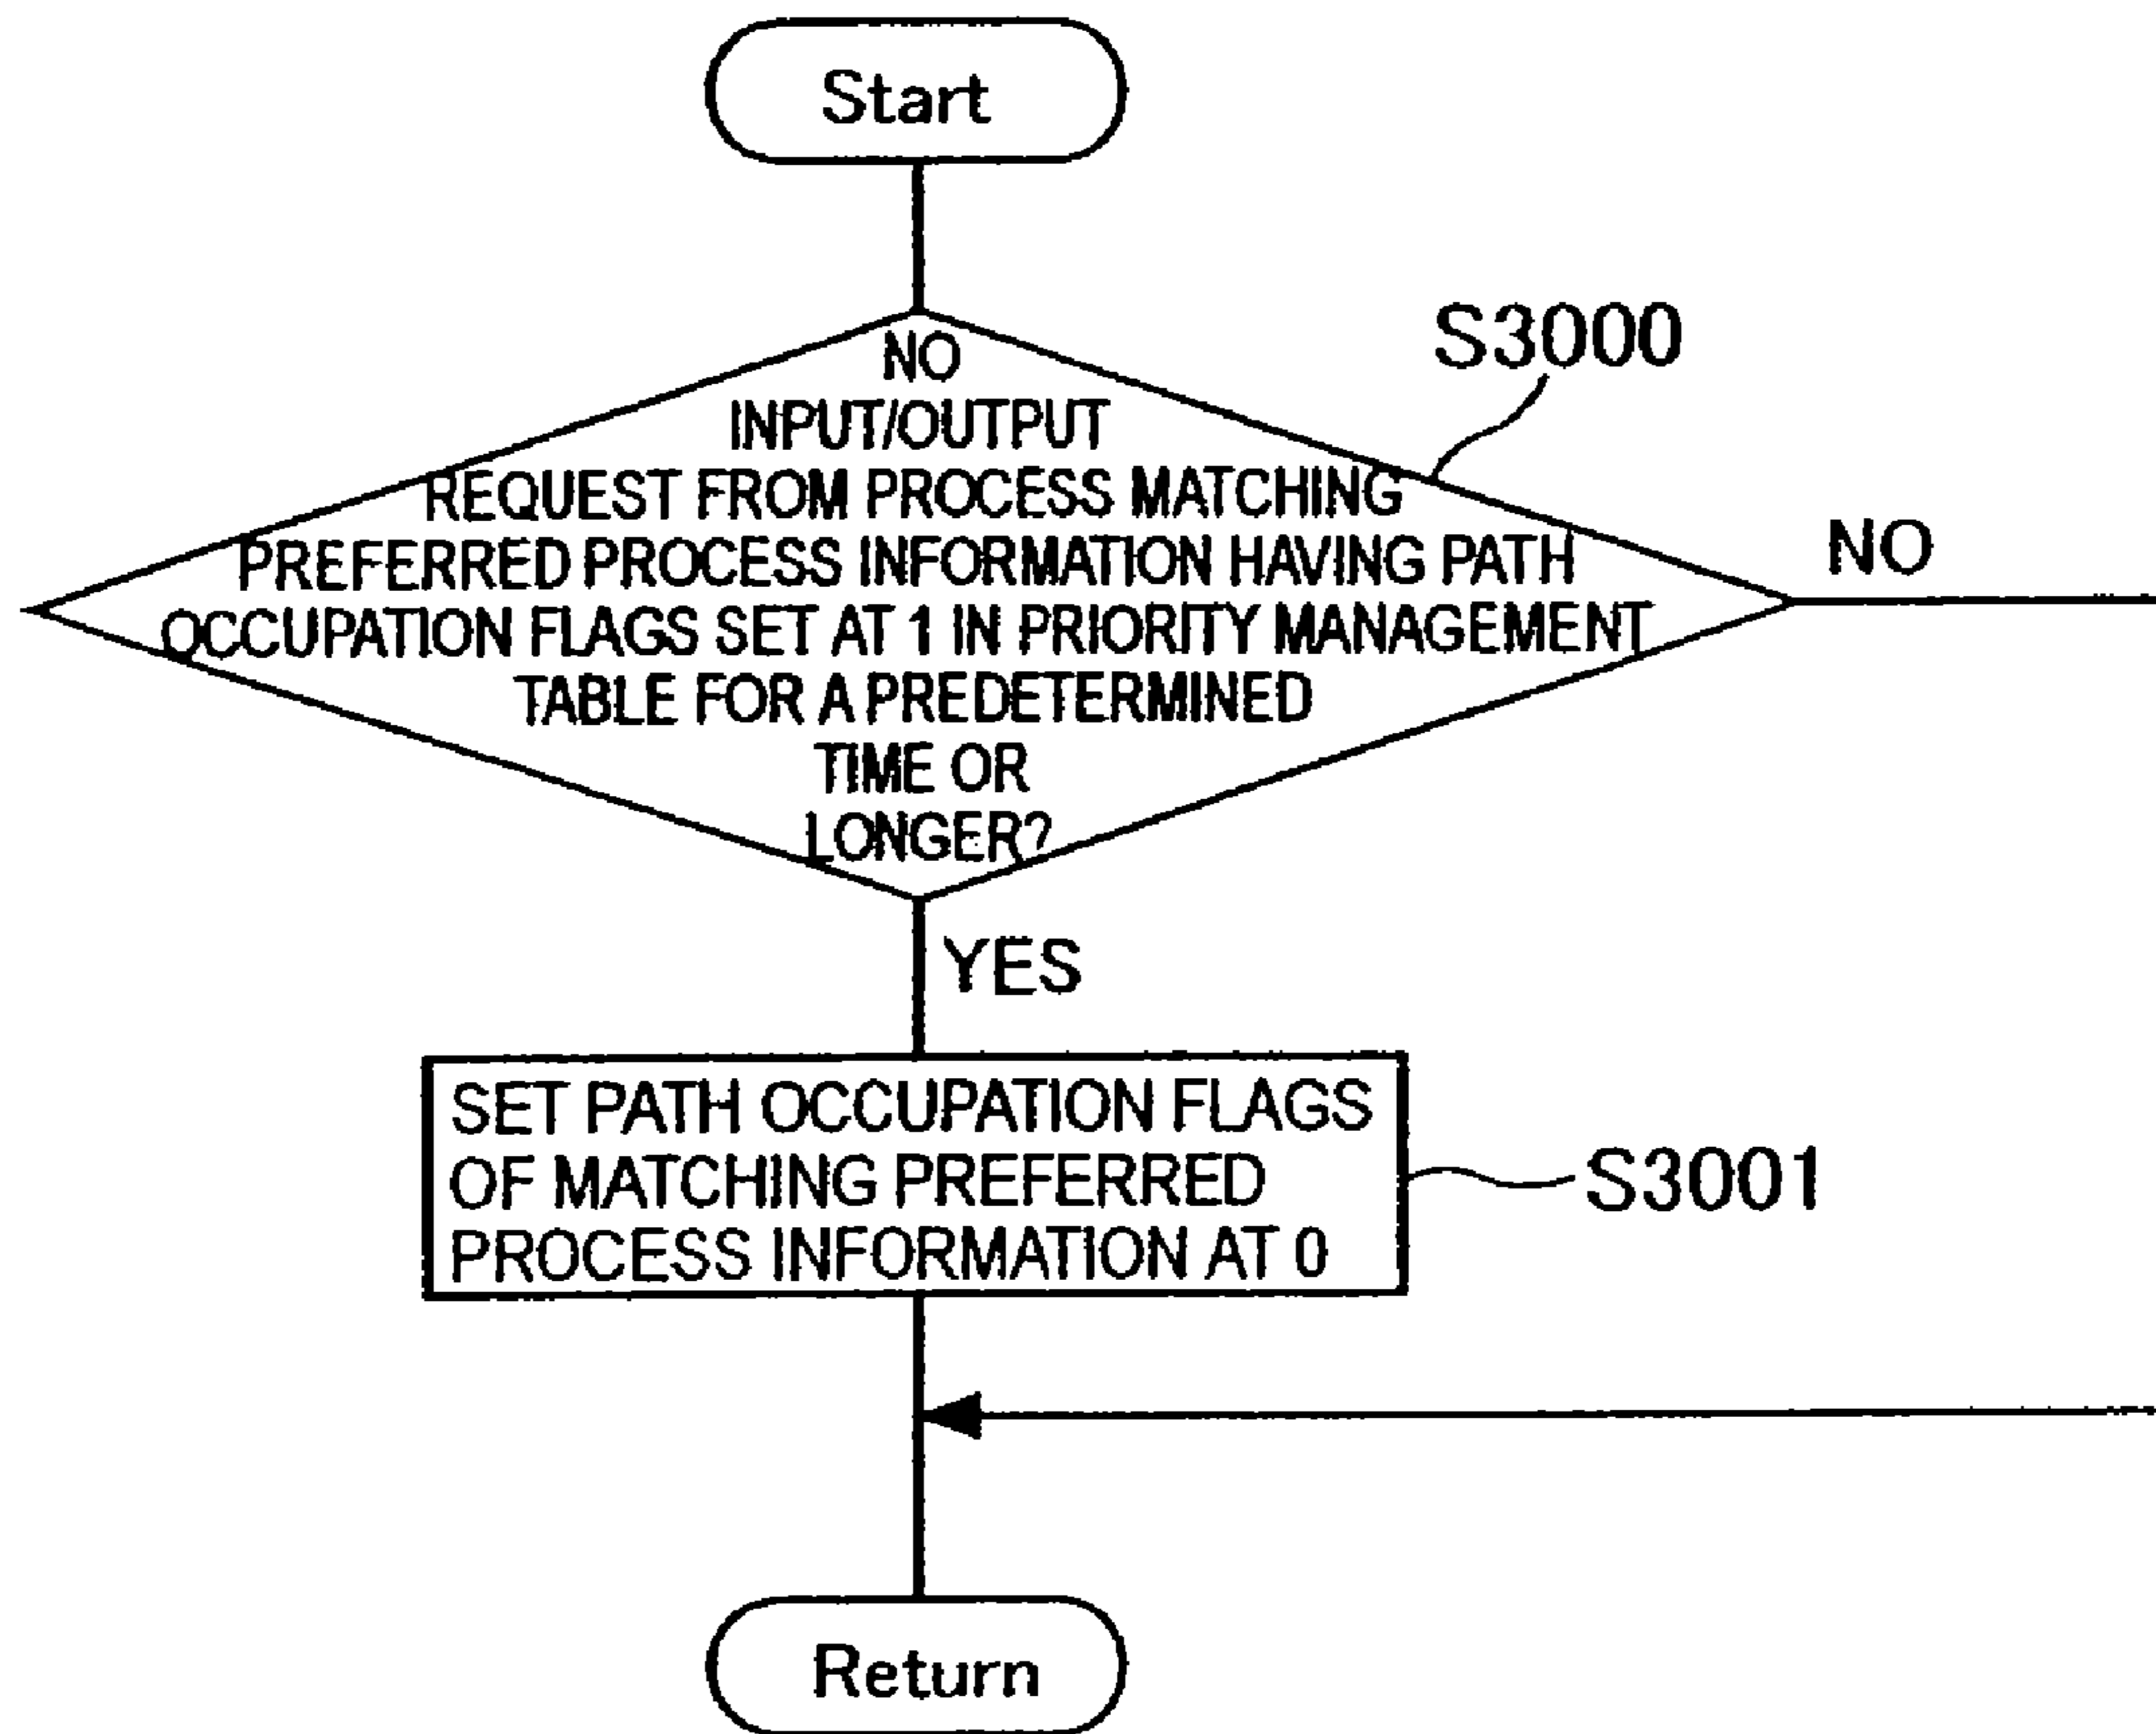 Start
S3000
NO
INPUT/OUTPUT
REQUEST FROM PROCESS MATCHING
PREFERRED PROCESS INFORMATION HAVING PATH
OCCUPATION FLAGS SET AT 1 IN PRIORITY MANAGEMENT
TABLE FOR A PREDETERMINED
TIME OR
LONGER?
NO
YES
SET PATH OCCUPATION FLAGS
OF MATCHING PREFERRED
PROCESS INFORMATION AT 0
S3001
Return